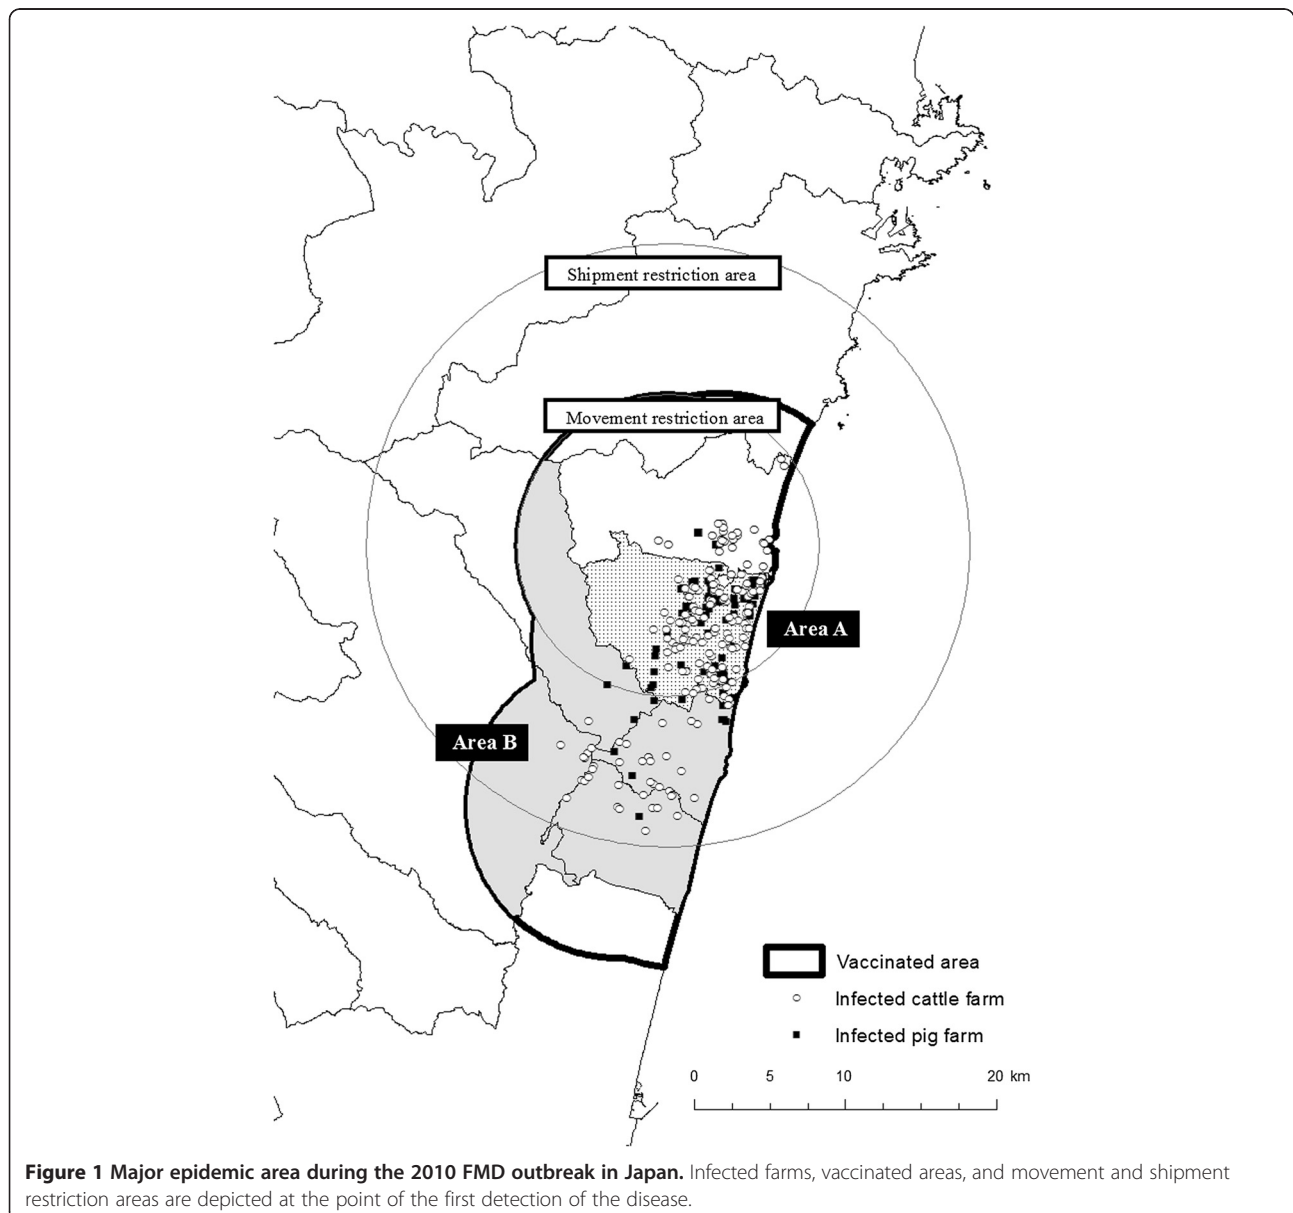 Shipment restriction area
Movement restriction area
Area A
Area B
Vaccinated area
Infected cattle farm
Infected pig farm
0 5 10 20 km
Figure 1 Major epidemic area during the 2010 FMD outbreak in Japan. Infected farms, vaccinated areas, and movement and shipment
restriction areas are depicted at the point of the first detection of the disease.